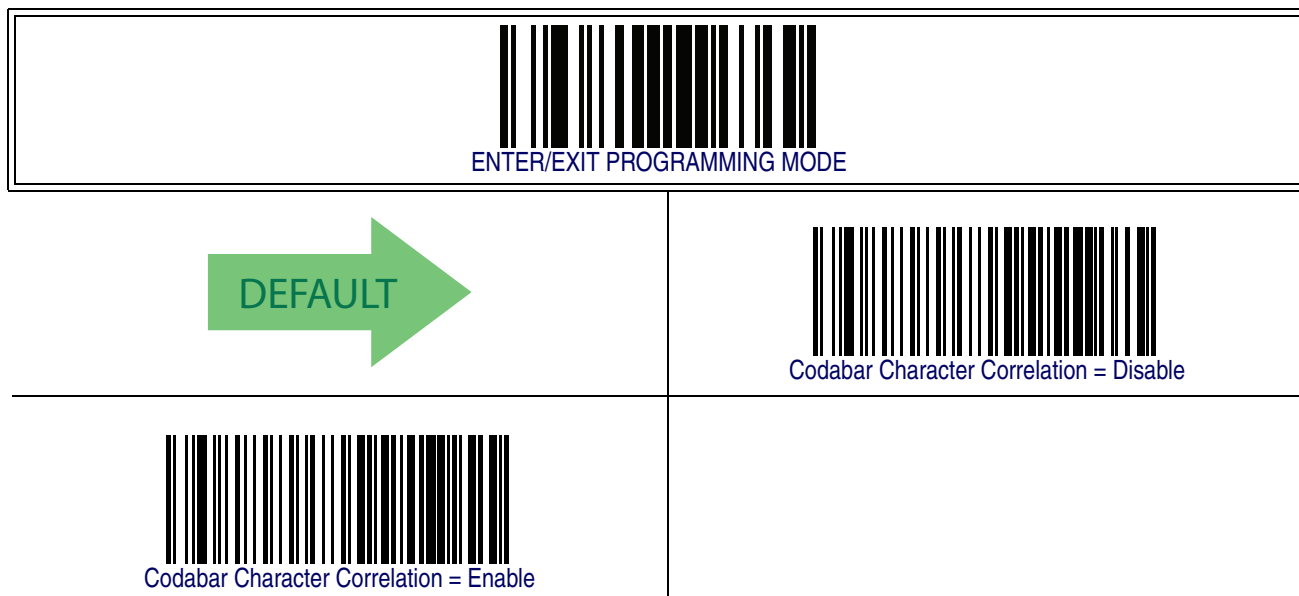 ENTER/EXIT PROGRAMMING MODE
DEFAULT
Codabar Character Correlation = Disable
Codabar Character Correlation = Enable